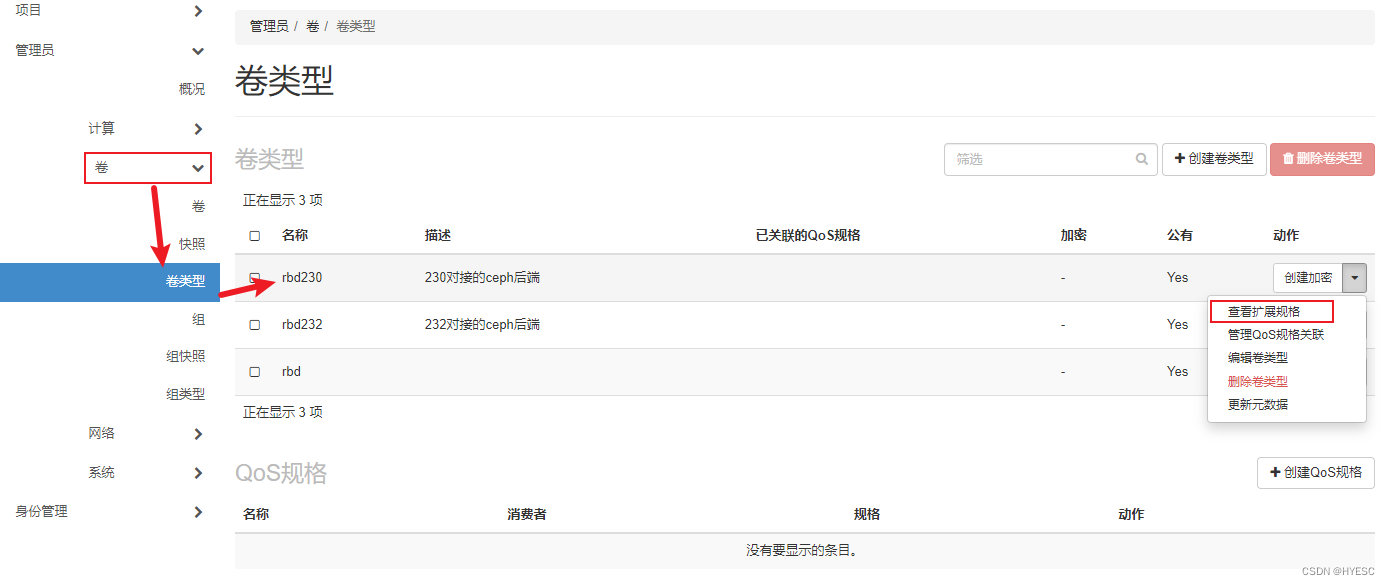 项目
管理员
概况
计算
卷
卷
快照
卷类型
组
组快照
组类型
网络
系统
身份管理
管理员 / 卷 / 卷类型
卷类型
卷类型
筛选
创建卷类型
删除卷类型
正在显示 3 项
名称 描述 已关联的QoS规格 加密 公有 动作
rbd230 230对接的ceph后端 - Yes 创建加密
rbd232 232对接的ceph后端 - Yes
rbd - Yes
查看扩展规格
管理QoS规格关联
编辑卷类型
删除卷类型
更新元数据
正在显示 3 项
QoS规格
创建QoS规格
名称 消费者 规格 动作
没有要显示的条目。
CSDN @HYESC